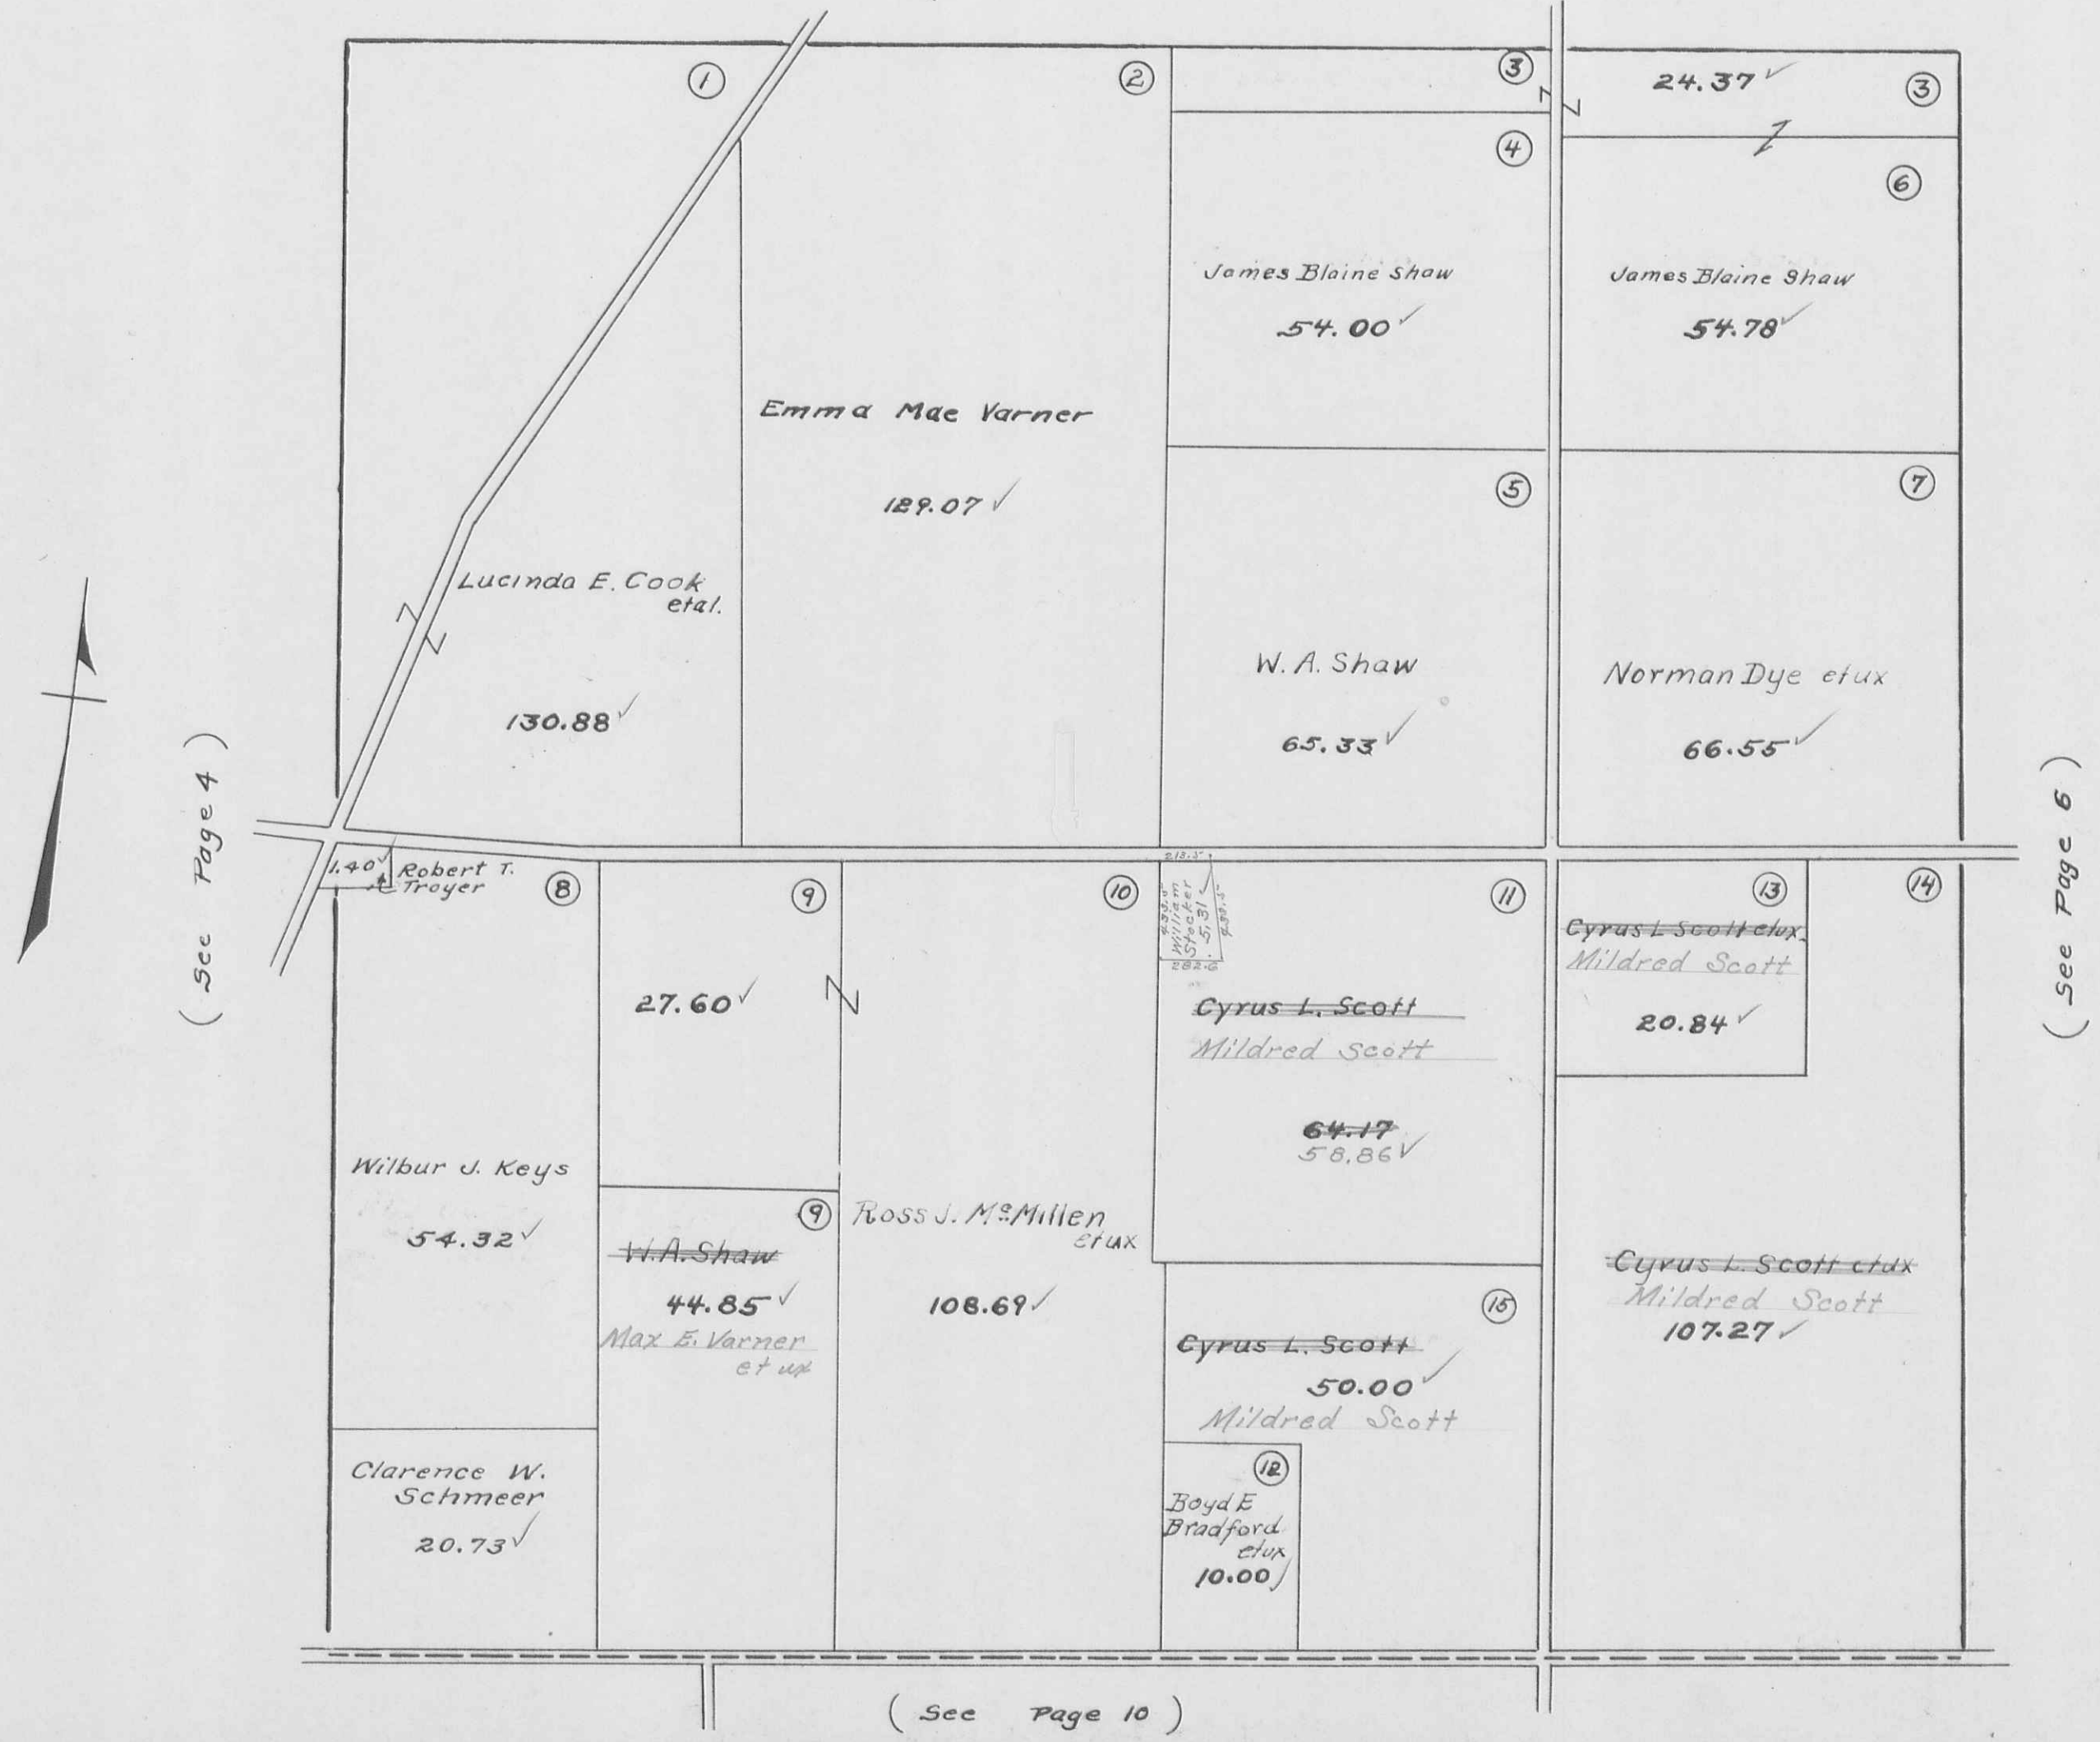 1
2
3
24.37
3
4
6
James Blaine Shaw
54.00
James Blaine Shaw
54.78
Emma Mae Varner
129.07
5
7
Lucinda E. Cook
etal.
130.88
W. A. Shaw
65.33
Norman Dye etux
66.55
( See Page 4 )
( See Page 6 )
1.40
Robert T.
Troyer
8
9
27.60
10
218.5
William
Stocker
5.31
282.6
11
Cyrus L. Scott
Mildred Scott
64.17
58.86
13
Cyrus L Scott etux.
Mildred Scott
20.84
14
Wilbur J. Keys
54.32
9
W. A. Shaw
44.85
Max E. Varner
et ux
Ross J. McMillen
etux
108.69
15
Cyrus L. Scott
50.00
Mildred Scott
Cyrus L. Scott etux
Mildred Scott
107.27
Clarence W.
Schmeer
20.73
12
Boyd E
Bradford
etux
10.00
( See Page 10 )